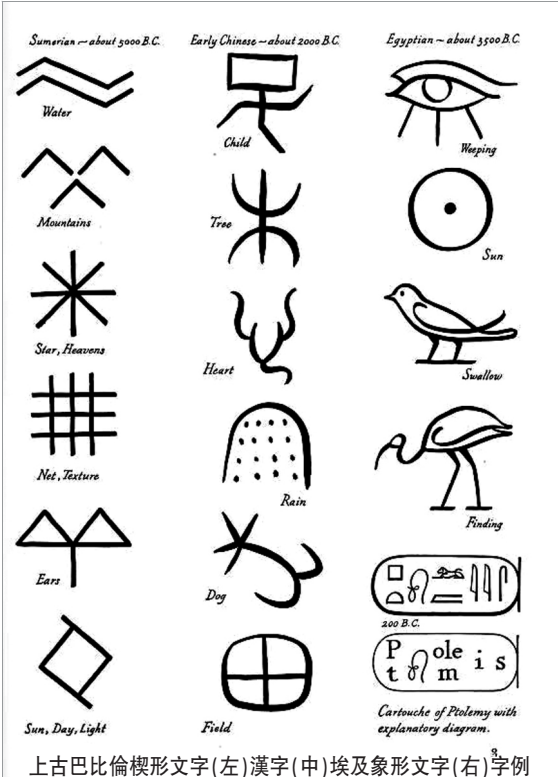 Sumerian ~ about 5000 B.C.
Early Chinese ~ about 2000 B.C.
Egyptian ~ about 3500 B.C.
Water
Child
Weeping
Mountains
Tree
Sun
Star, Heavens
Heart
Swallow
Net, Texture
Rain
Finding
Ears
Dog
200 B.C.
P ole
t m i s
Sun, Day, Light
Field
Cartouche of Ptolemy with
explanatory diagram.
上古巴比倫楔形文字(左)漢字(中)埃及象形文字(右)字例